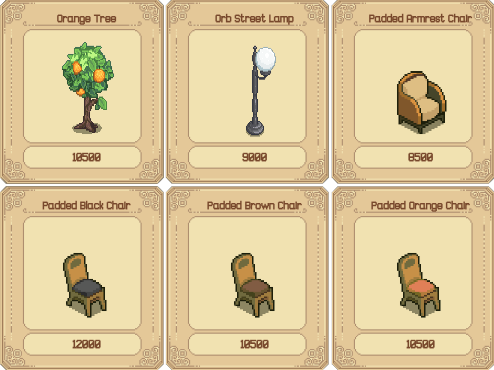 Orange Tree
10500
Orb Street Lamp
9000
Padded Armrest Chair
8500
Padded Black Chair
12000
Padded Brown Chair
10500
Padded Orange Chair
10500